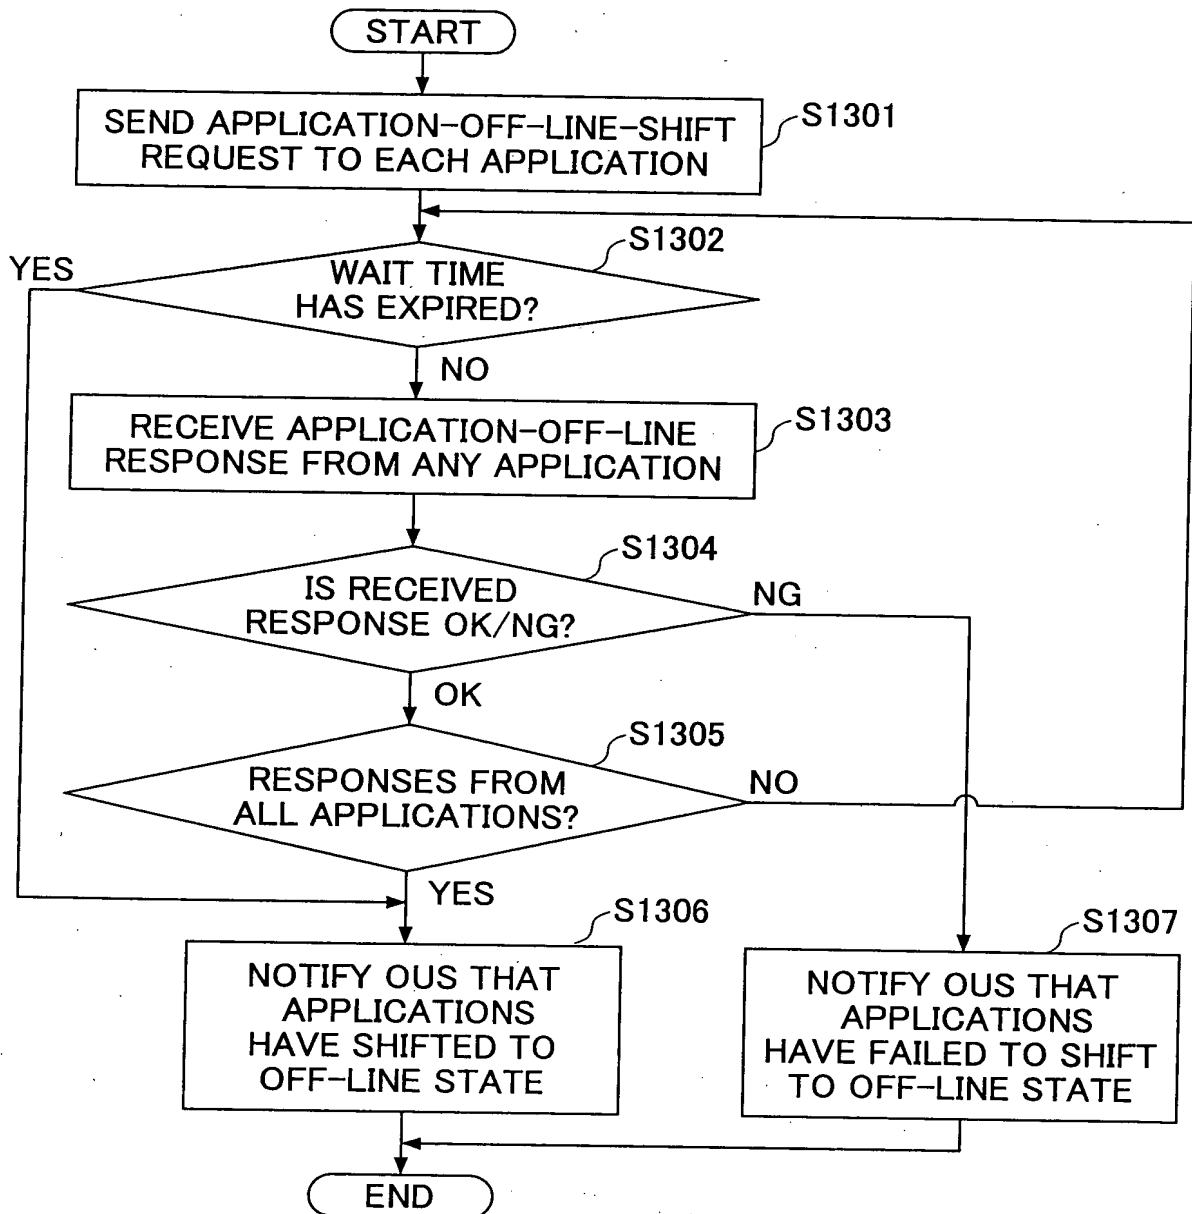 START
SEND APPLICATION-OFF-LINE-SHIFT
REQUEST TO EACH APPLICATION
S1301
S1302
YES
WAIT TIME
HAS EXPIRED?
NO
RECEIVE APPLICATION-OFF-LINE
RESPONSE FROM ANY APPLICATION
S1303
S1304
IS RECEIVED
RESPONSE OK/NG?
NG
OK
S1305
RESPONSES FROM
ALL APPLICATIONS?
NO
YES
S1306
NOTIFY OUS THAT
APPLICATIONS
HAVE SHIFTED TO
OFF-LINE STATE
S1307
NOTIFY OUS THAT
APPLICATIONS
HAVE FAILED TO SHIFT
TO OFF-LINE STATE
END